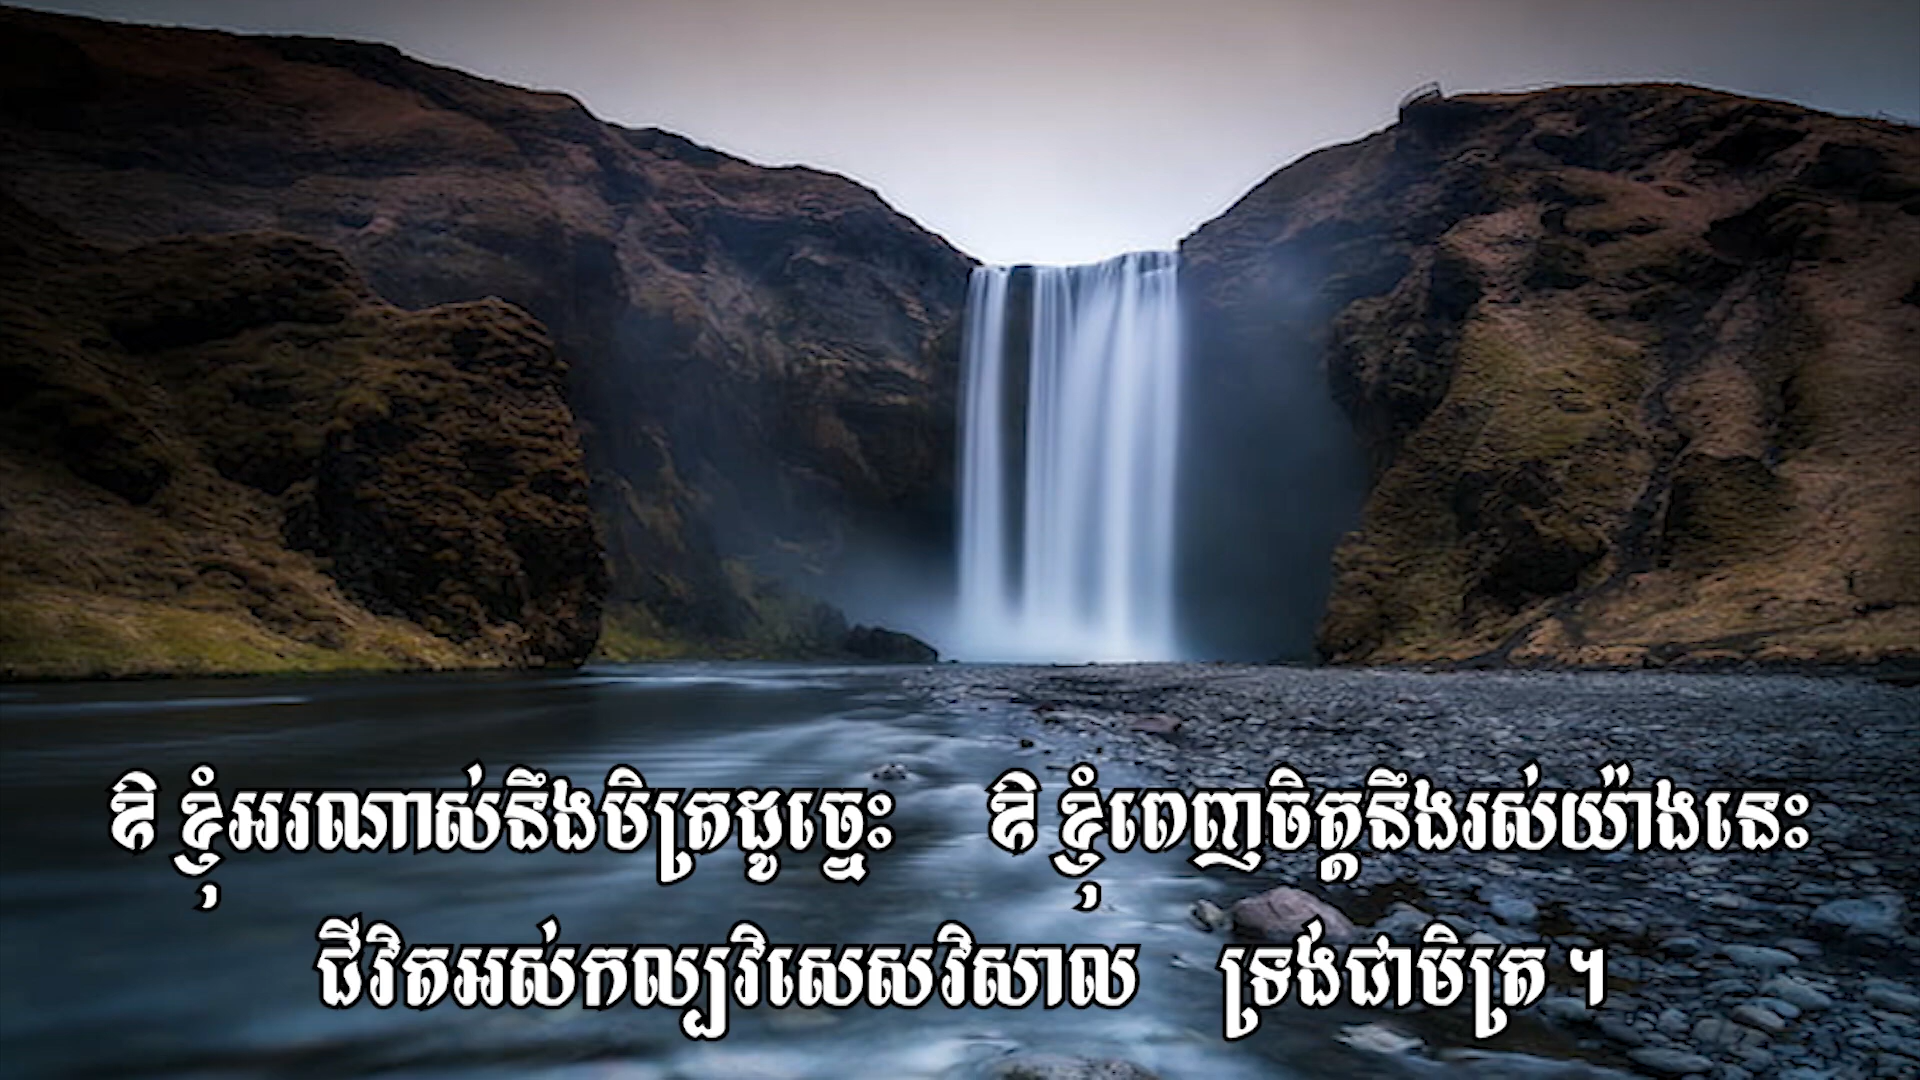 ឱ ខ្ញុំអរណាស់នឹងមិត្រដូច្នេះ ឱ ខ្ញុំពេញចិត្តនឹងរស់យ៉ាងនេះ
ជីវិតអស់កល្បវិសេសវិសាល ទ្រង់ជាមិត្រ ។